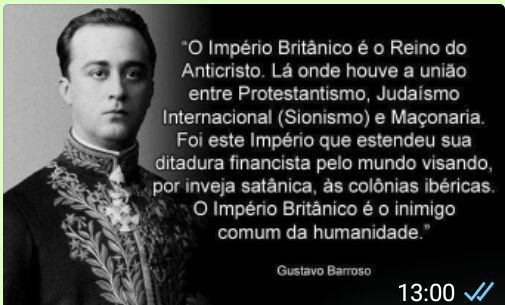 “O Império Britânico é o Reino do
Anticristo. Lá onde houve a união
entre Protestantismo, Judaísmo
Internacional (Sionismo) e Maçonaria.
Foi este Império que estendeu sua
ditadura financista pelo mundo visando,
por inveja satânica, às colônias ibéricas.
O Império Britânico é o inimigo
comum da humanidade.”
Gustavo Barroso
13:00